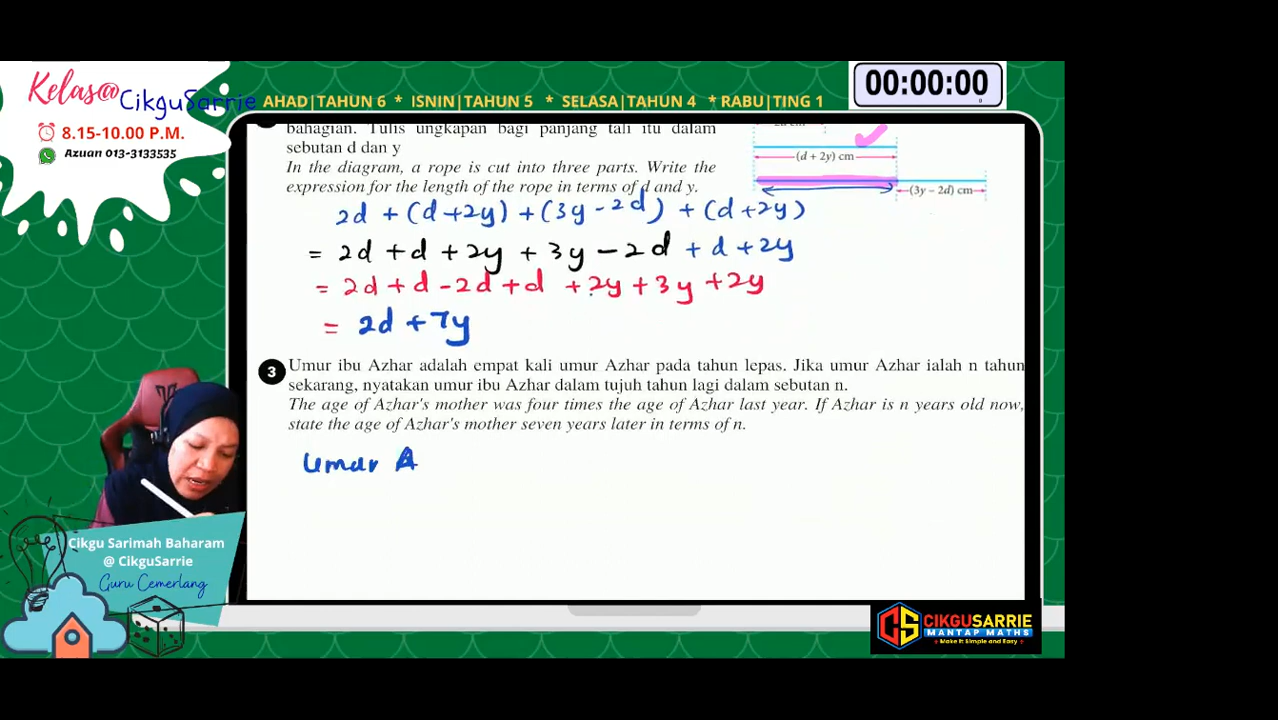 Kelas@CikguSarrie
8.15-10.00 P.M.
Azuan 013-3133535
AHAD|TAHUN 6 * ISNIN|TAHUN 5 * SELASA|TAHUN 4 * RABU|TING 1
00:00:00
bahagian. Tulis ungkapan bagi panjang tali itu dalam
sebutan d dan y
In the diagram, a rope is cut into three parts. Write the
expression for the length of the rope in terms of d and y.
(d + 2y) cm
(3y – 2d) cm
2d + (d+2y) + (3y - 2d) + (d+2y)
= 2d + d + 2y + 3y - 2d + d + 2y
= 2d + d - 2d + d + 2y + 3y + 2y
= 2d + 7y
3 Umur ibu Azhar adalah empat kali umur Azhar pada tahun lepas. Jika umur Azhar ialah n tahun
sekarang, nyatakan umur ibu Azhar dalam tujuh tahun lagi dalam sebutan n.
The age of Azhar's mother was four times the age of Azhar last year. If Azhar is n years old now,
state the age of Azhar's mother seven years later in terms of n.
Umur A
Cikgu Sarimah Baharam
@ CikguSarrie
Guru Cemerlang
CS CIKGUSARRIE
MANTAP MATHS
Make It Simple and Easy